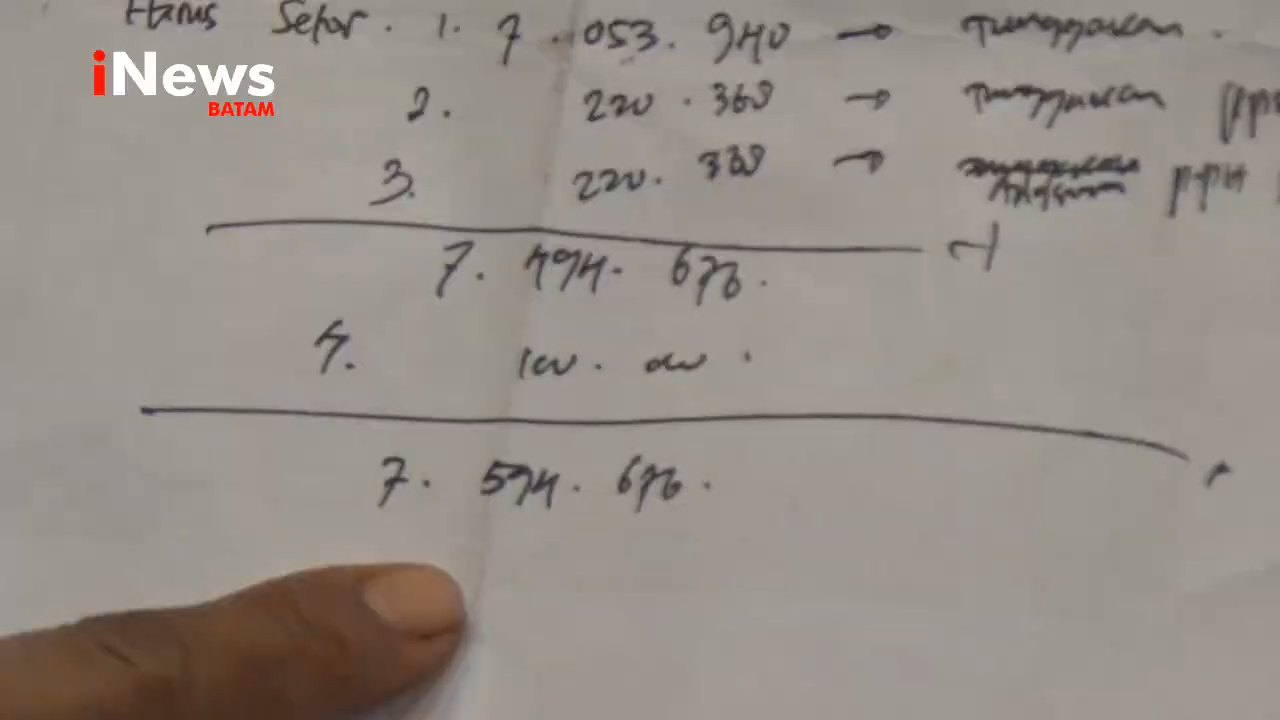 Harus Setor. 1. 7.053.940 → Tunggakan.
iNews
BATAM
2. 220.368 → Tunggakan
3. 220.368 → PPH
7.494.676.
4. 100.000.
7.594.676.